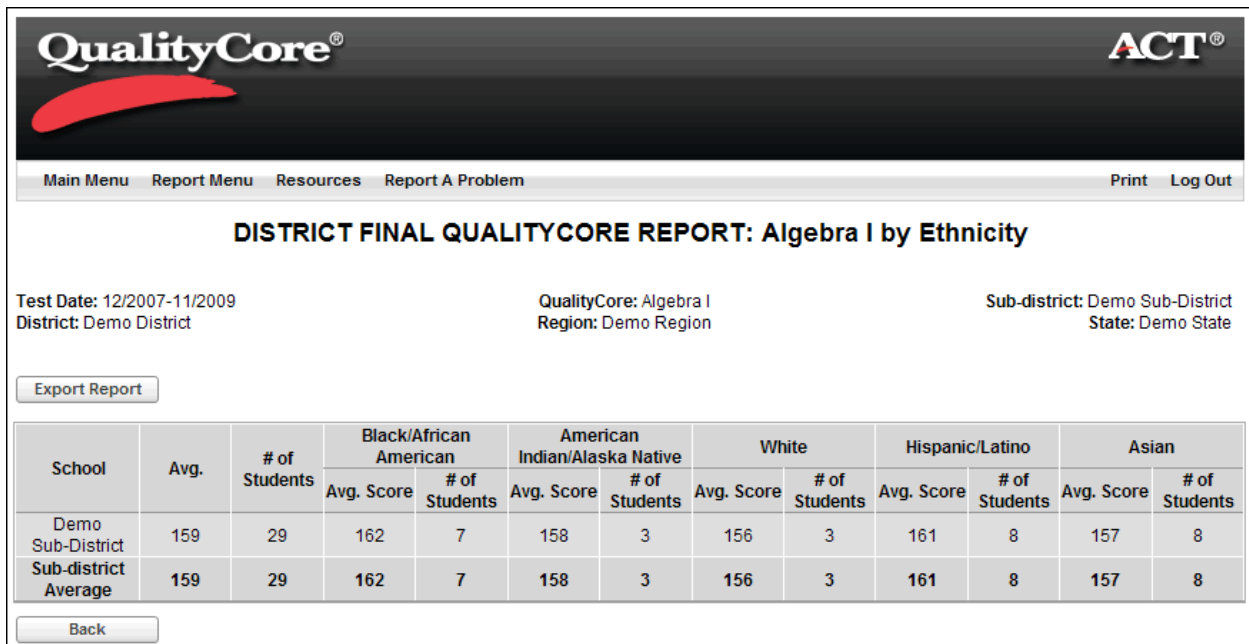 QualityCore®
ACT®
Main Menu Report Menu Resources Report A Problem Print Log Out
DISTRICT FINAL QUALITYCORE REPORT: Algebra I by Ethnicity
Test Date: 12/2007-11/2009 QualityCore: Algebra I Sub-district: Demo Sub-District
District: Demo District Region: Demo Region State: Demo State
Export Report
School Avg. # of Students Black/African American American Indian/Alaska Native White Hispanic/Latino Asian
Avg. Score # of Students Avg. Score # of Students Avg. Score # of Students Avg. Score # of Students Avg. Score # of Students
Demo Sub-District 159 29 162 7 158 3 156 3 161 8 157 8
Sub-district Average 159 29 162 7 158 3 156 3 161 8 157 8
Back